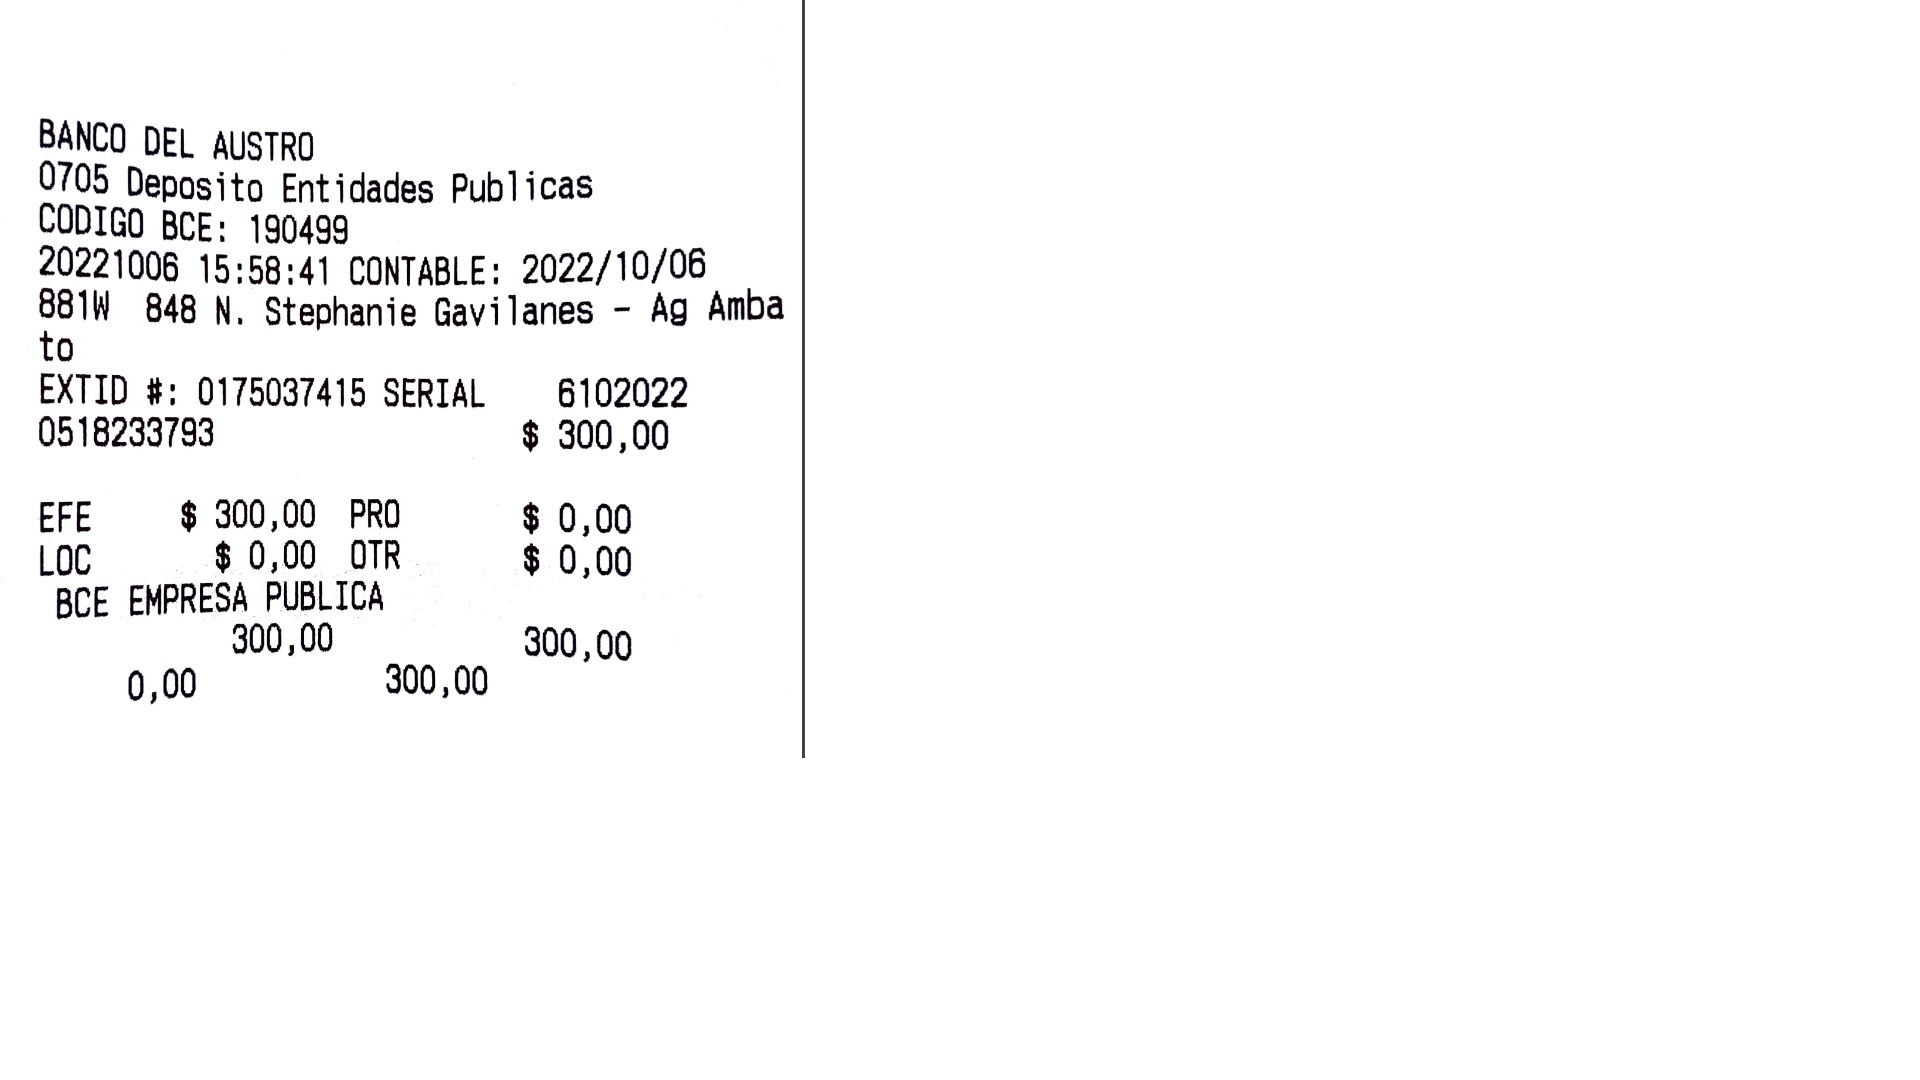 BANCO DEL AUSTRO
0705 Deposito Entidades Publicas
CODIGO BCE: 190499
20221006 15:58:41 CONTABLE: 2022/10/06
881W  848 N. Stephanie Gavilanes - Ag Amba
to
EXTID #: 0175037415 SERIAL    6102022
0518233793    $ 300,00
EFE    $ 300,00  PRO    $ 0,00
LOC    $ 0,00  OTR    $ 0,00
BCE EMPRESA PUBLICA
300,00    300,00
0,00    300,00